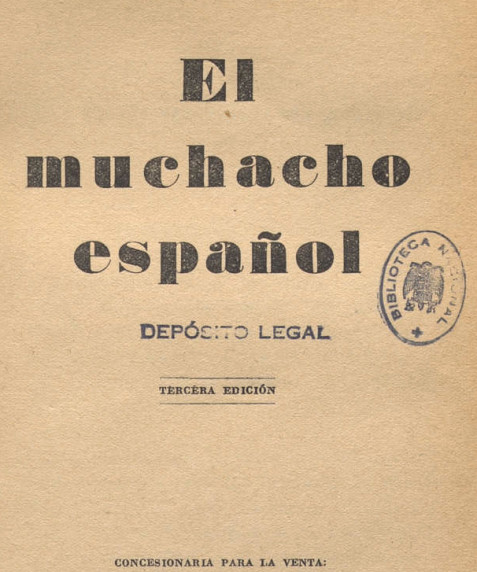 El
muchacho
español
BIBLIOTECA NACIONAL
DEPÓSITO LEGAL
TERCERA EDICIÓN
CONCESIONARIA PARA LA VENTA: